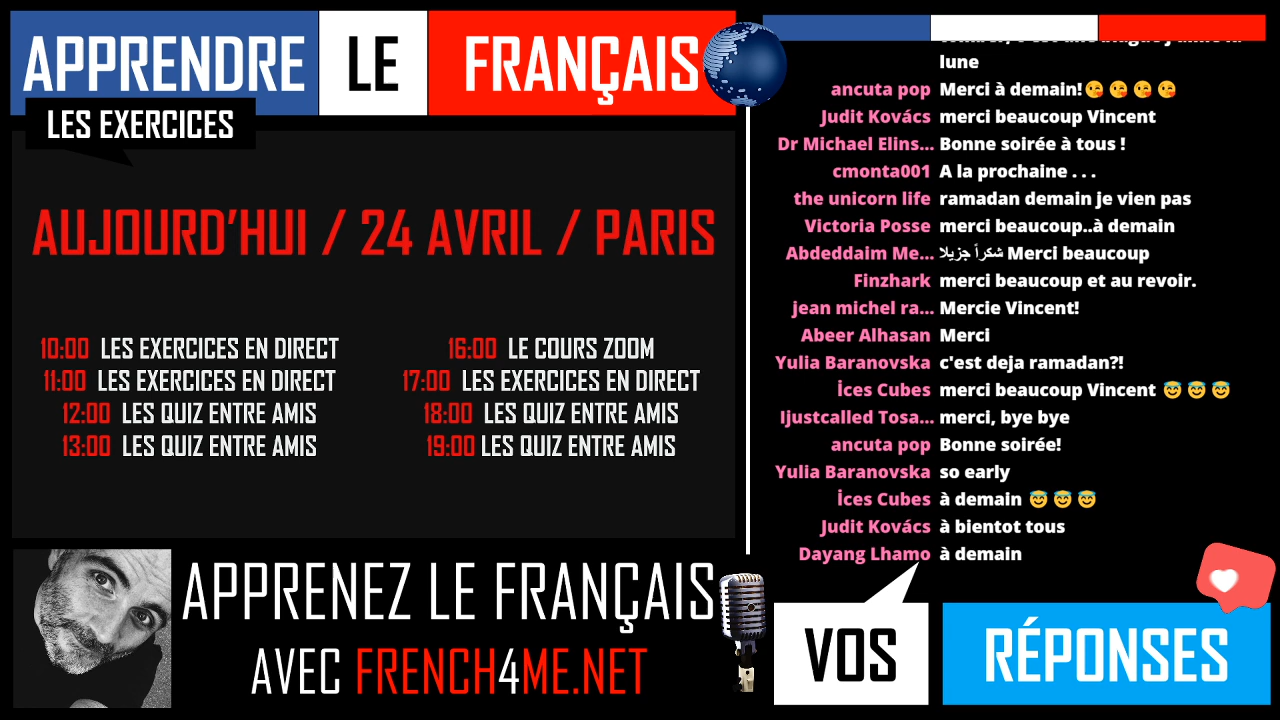 APPRENDRE LE FRANÇAIS
LES EXERCICES
AUJOURD'HUI / 24 AVRIL / PARIS
10:00 LES EXERCICES EN DIRECT
11:00 LES EXERCICES EN DIRECT
12:00 LES QUIZ ENTRE AMIS
13:00 LES QUIZ ENTRE AMIS
16:00 LE COURS ZOOM
17:00 LES EXERCICES EN DIRECT
18:00 LES QUIZ ENTRE AMIS
19:00 LES QUIZ ENTRE AMIS
APPRENEZ LE FRANÇAIS
AVEC FRENCH4ME.NET
lune
ancuta pop Merci à demain!😘 😘 😘 😘
Judit Kovács merci beaucoup Vincent
Dr Michael Elins... Bonne soirée à tous !
cmonta001 A la prochaine . . .
the unicorn life ramadan demain je vien pas
Victoria Posse merci beaucoup..à demain
Abdeddaim Me... شكراً جزيلا Merci beaucoup
Finzhark merci beaucoup et au revoir.
jean michel ra... Mercie Vincent!
Abeer Alhasan Merci
Yulia Baranovska c'est deja ramadan?!
İces Cubes merci beaucoup Vincent 😇 😇 😇
Ijustcalled Tosa... merci, bye bye
ancuta pop Bonne soirée!
Yulia Baranovska so early
İces Cubes à demain 😇 😇 😇
Judit Kovács à bientot tous
Dayang Lhamo à demain
VOS RÉPONSES